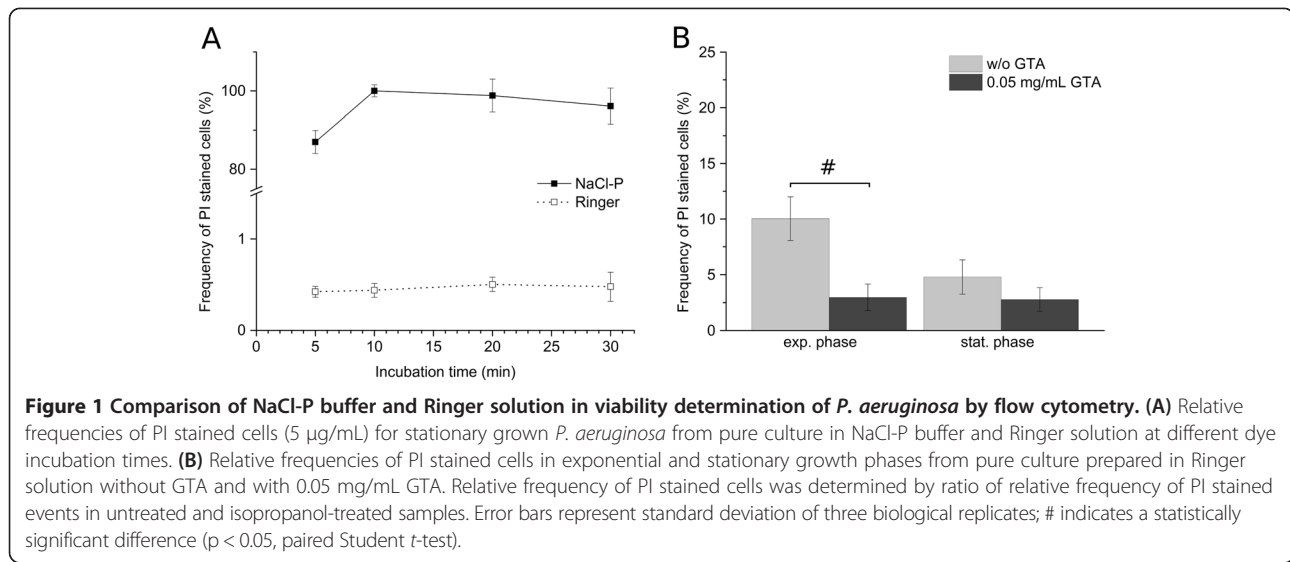 A
Frequency of PI stained cells (%)
100
80
1
0
NaCl-P
Ringer
0 5 10 15 20 25 30
Incubation time (min)
B
Frequency of PI stained cells (%)
25
20
15
10
5
0
w/o GTA
0.05 mg/mL GTA
#
exp. phase stat. phase
Figure 1 Comparison of NaCl-P buffer and Ringer solution in viability determination of P. aeruginosa by flow cytometry. (A) Relative
frequencies of PI stained cells (5 μg/mL) for stationary grown P. aeruginosa from pure culture in NaCl-P buffer and Ringer solution at different dye
incubation times. (B) Relative frequencies of PI stained cells in exponential and stationary growth phases from pure culture prepared in Ringer
solution without GTA and with 0.05 mg/mL GTA. Relative frequency of PI stained cells was determined by ratio of relative frequency of PI stained
events in untreated and isopropanol-treated samples. Error bars represent standard deviation of three biological replicates; # indicates a statistically
significant difference (p < 0.05, paired Student t-test).